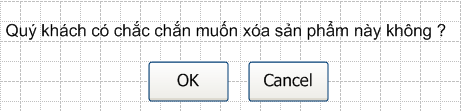 Quý khách có chắc chắn muốn xóa sản phẩm này không ?
OK Cancel